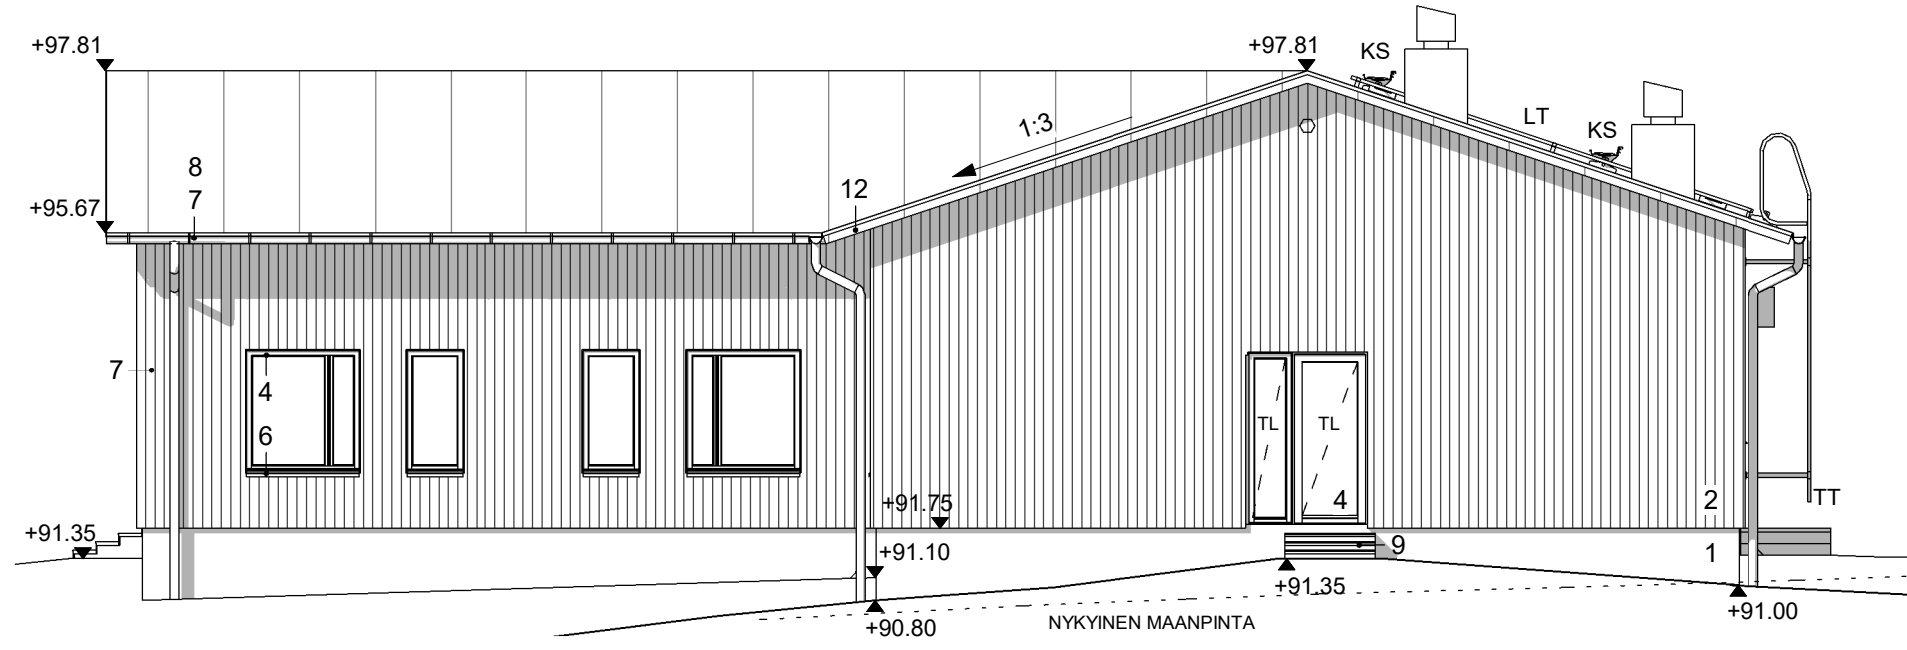 +97.81
+97.81
KS
LT
KS
1:3
8
7
12
+95.67
7
4
6
TL
TL
4
2
TT
+91.75
+91.35
+91.10
9
1
+91.35
+91.00
+90.80
NYKYINEN MAANPINTA